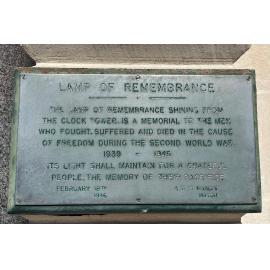 LAMP OF REMEMBRANCE
THE LAMP OF REMEMBRANCE SHINING FROM
THE CLOCK TOWER, IS A MEMORIAL TO THE MEN
WHO FOUGHT, SUFFERED AND DIED IN THE CAUSE
OF FREEDOM DURING THE SECOND WORLD WAR
1939 - 1945
ITS LIGHT SHALL MAINTAIN FOR A GRATEFUL
PEOPLE, THE MEMORY OF THEIR SACRIFICE
FEBRUARY
1946